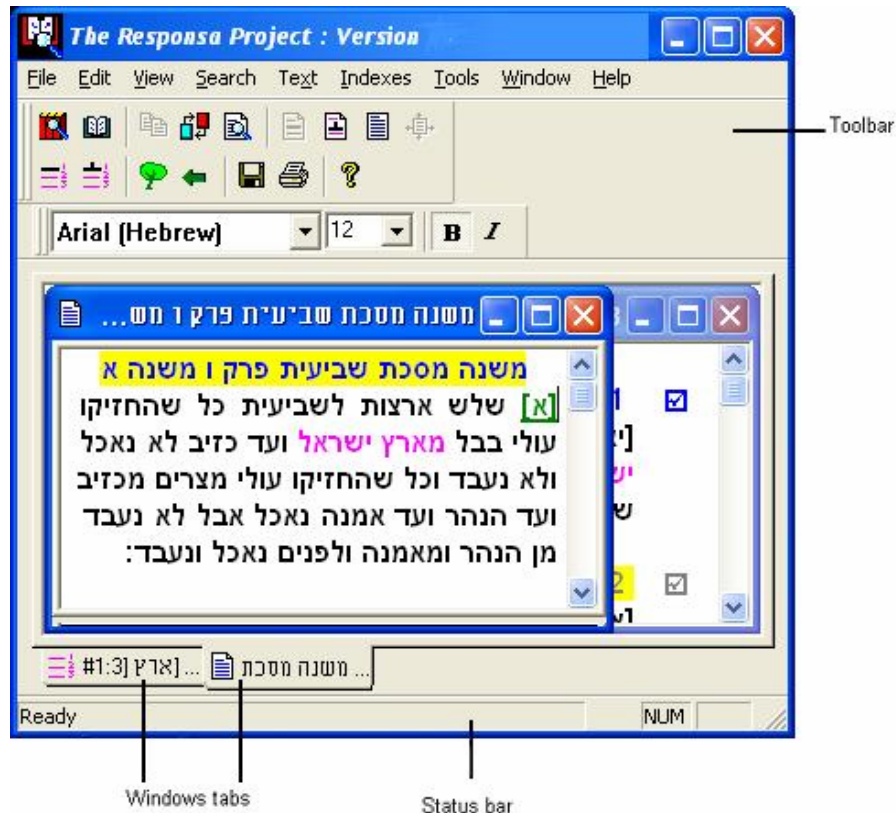 The Responsa Project : Version
File Edit View Search Text Indexes Tools Window Help
Toolbar
Arial (Hebrew) 12 B I
משנה מסכת שביעית פרק ו מש...
משנה מסכת שביעית פרק ו משנה א
[א] שלש ארצות לשביעית כל שהחזיקו
עולי בבל מארץ ישראל ועד כזיב לא נאכל
ולא נעבד וכל שהחזיקו עולי מצרים מכזיב
ועד הנהר ועד אמנה נאכל אבל לא נעבד
מן הנהר ומאמנה ולפנים נאכל ונעבד:
1
יש
ש
2
#1:3] ארץ] ...
משנה מסכת ...
Ready NUM
Windows tabs
Status bar